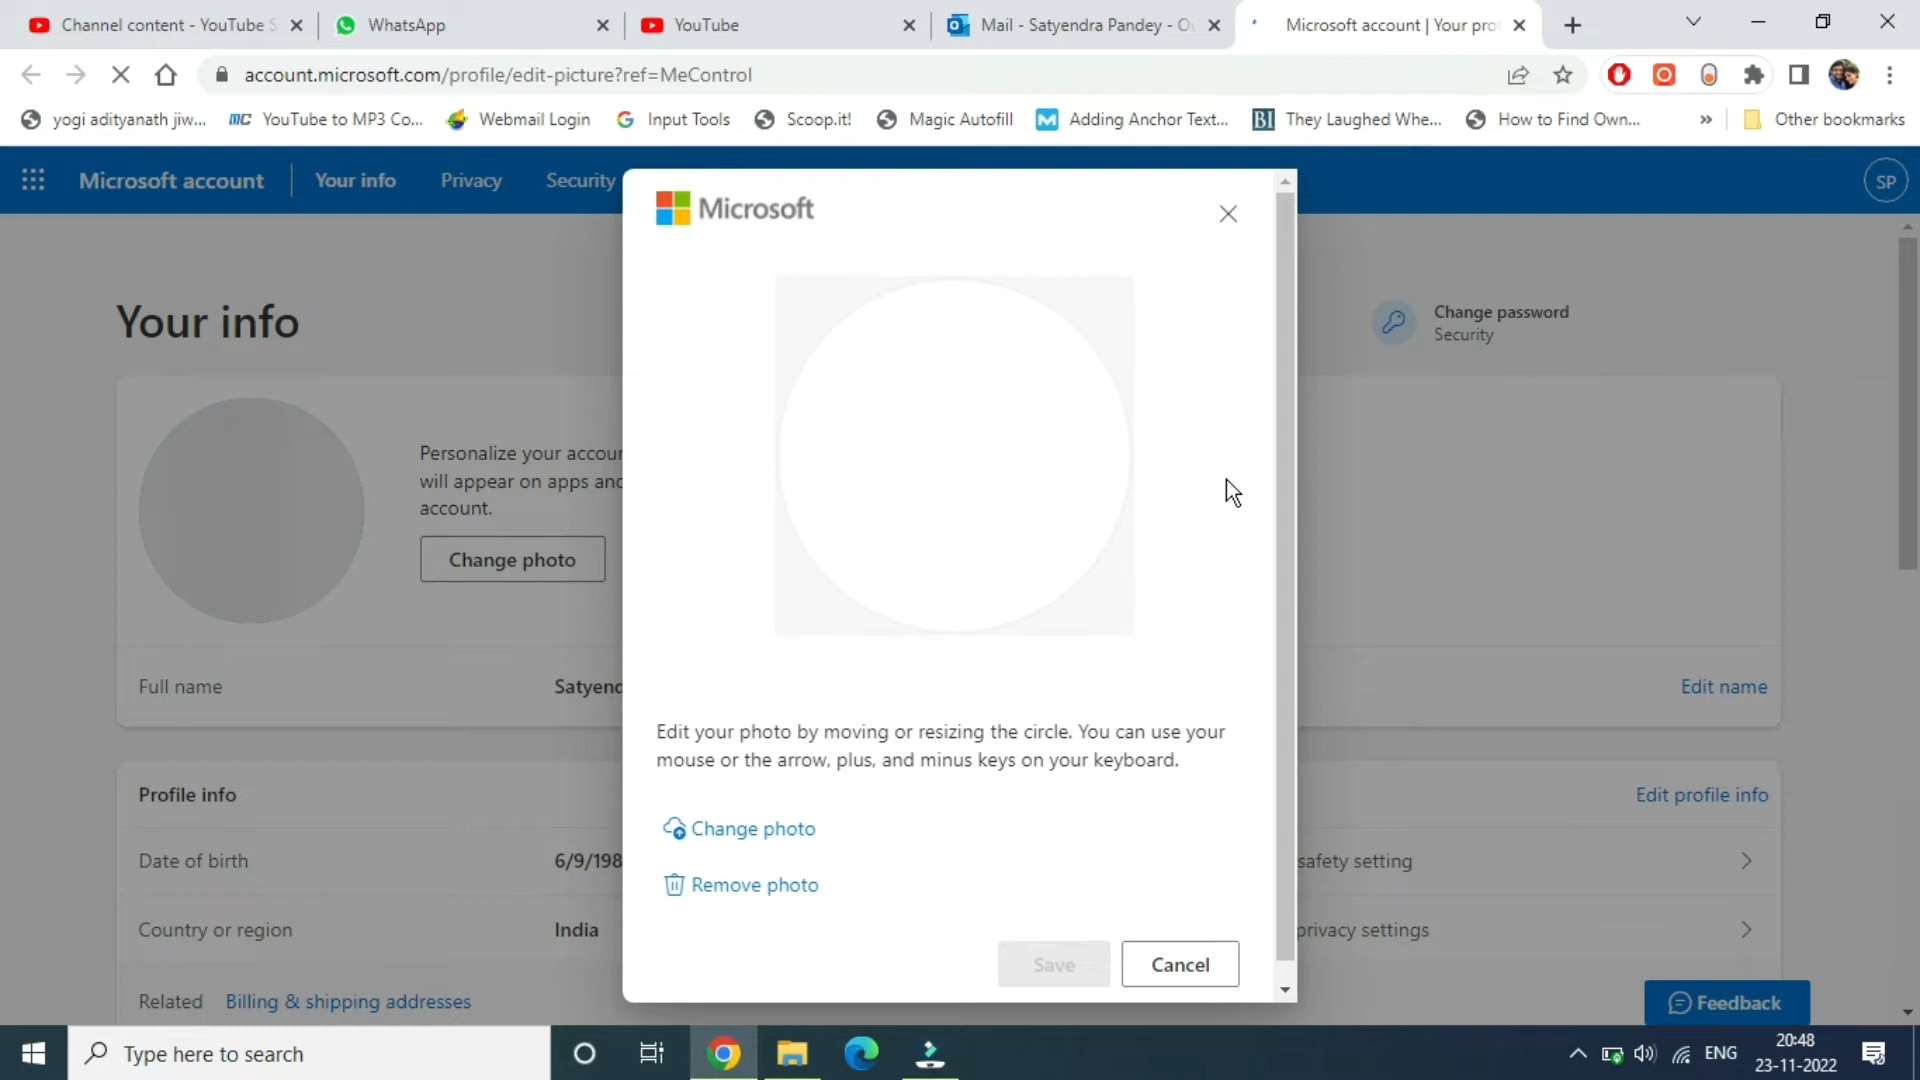 Channel content - YouTube S
WhatsApp
YouTube
Mail - Satyendra Pandey - Ou
Microsoft account | Your prof
account.microsoft.com/profile/edit-picture?ref=MeControl
yogi adityanath jiw...
MC
YouTube to MP3 Co...
Webmail Login
G
Input Tools
Scoop.it!
Magic Autofill
M
Adding Anchor Text...
BI
They Laughed Whe...
How to Find Own...
Other bookmarks
Microsoft account
Your info
Privacy
Security
SP
Microsoft
Your info
Change password
Security
Personalize your accoun
will appear on apps and
account.
Change photo
Full name
Satyend
Edit name
Edit your photo by moving or resizing the circle. You can use your
mouse or the arrow, plus, and minus keys on your keyboard.
Profile info
Edit profile info
Change photo
Date of birth
6/9/198
safety setting
Remove photo
Country or region
India
privacy settings
Save
Cancel
Related
Billing & shipping addresses
Feedback
Type here to search
ENG
20:48
23-11-2022